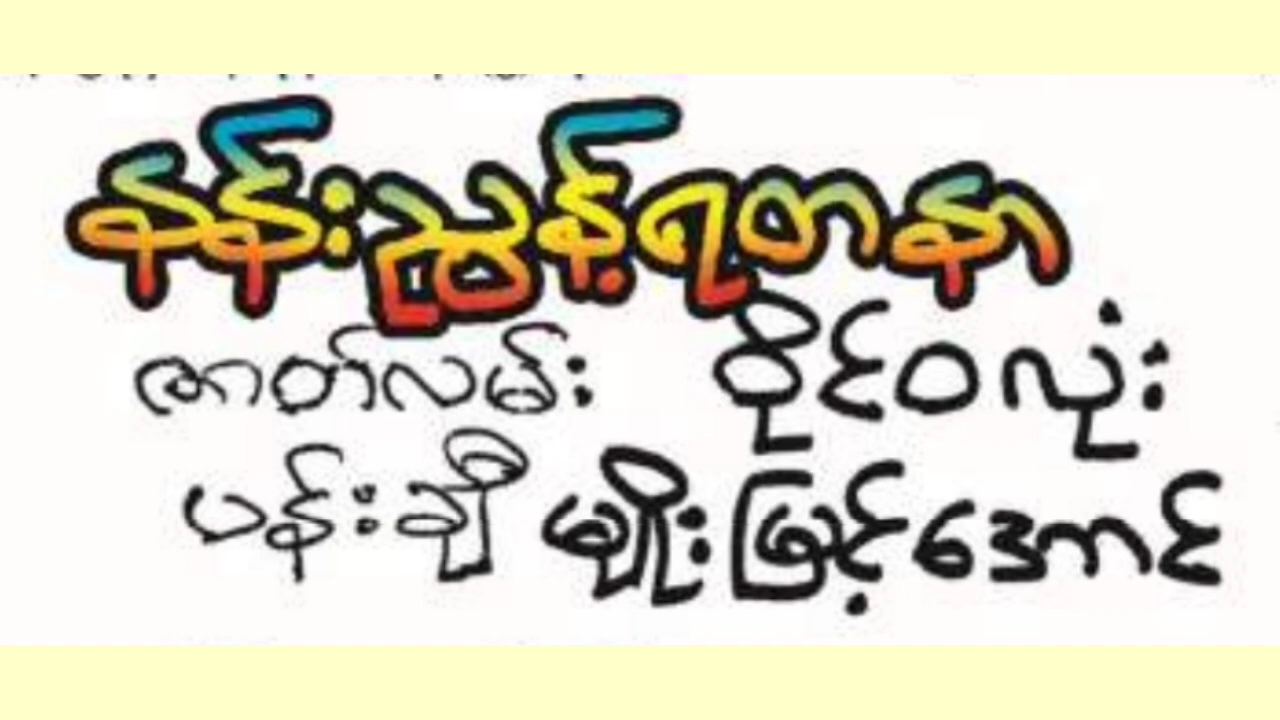 နန်းညွန့်ရတနာ
ဇာတ်လမ်း ဝိုင်ဝလုံး
ပန်းချီ မျိုးမြင့်အောင်